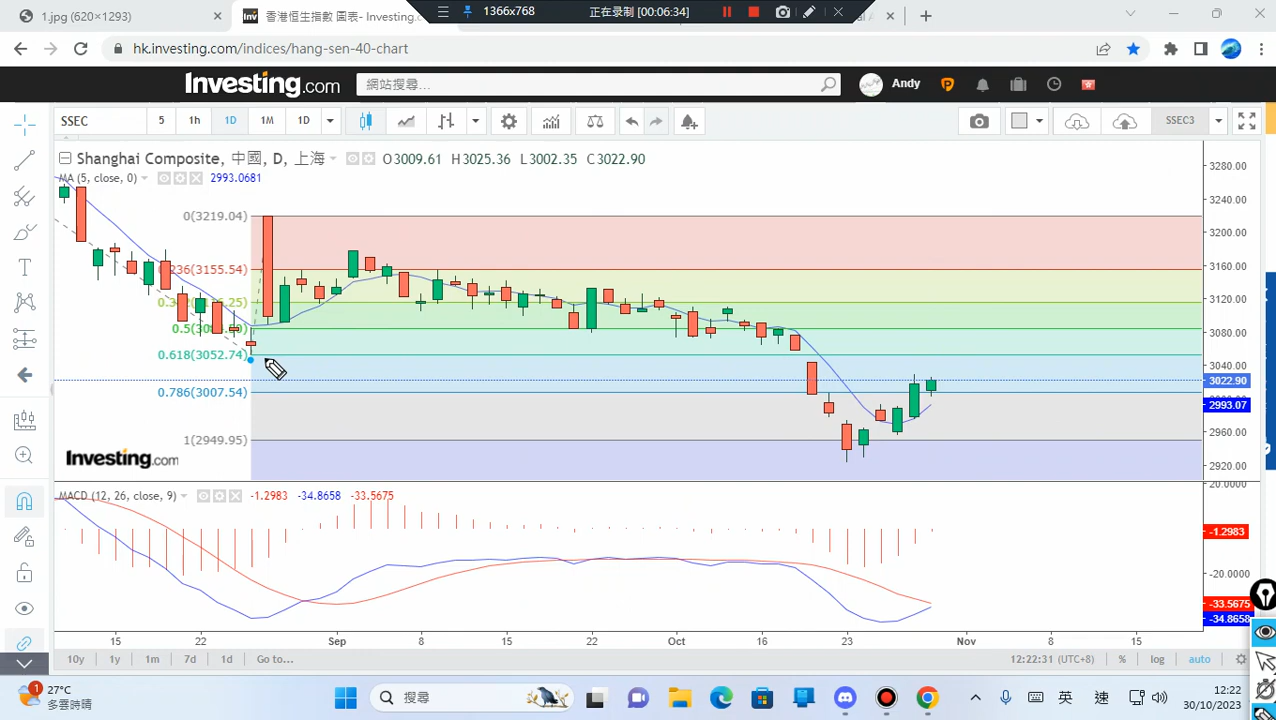 1.jpg (620×1293)
香港恒生指數 圖表- Investing.
1366x768
正在录制 [00:06:34]
hk.investing.com/indices/hang-sen-40-chart
Investing.com
網站搜尋...
Andy
SSEC
5
1h
1D
1M
1D
SSEC3
Shanghai Composite, 中國, D, 上海
O3009.61 H3025.36 L3002.35 C3022.90
MA (5, close, 0)
2993.0681
0(3219.04)
0.236(3155.54)
0.5(
0.618(3052.74)
0.786(3007.54)
1(2949.95)
3280.00
3240.00
3200.00
3160.00
3120.00
3080.00
3040.00
3022.90
2993.07
2960.00
2920.00
Investing.com
MACD (12, 26, close, 9)
-1.2983 -34.8658 -33.5675
20.0000
-1.2983
-20.0000
-33.5675
-34.8658
15 22 Sep 8 15 22 Oct 16 23 Nov 8 15
10y 1y 1m 7d 1d Go to...
12:22:31 (UTC+8) % log auto
1
27°C
多雲時晴
搜尋
英
速
12:22
30/10/2023